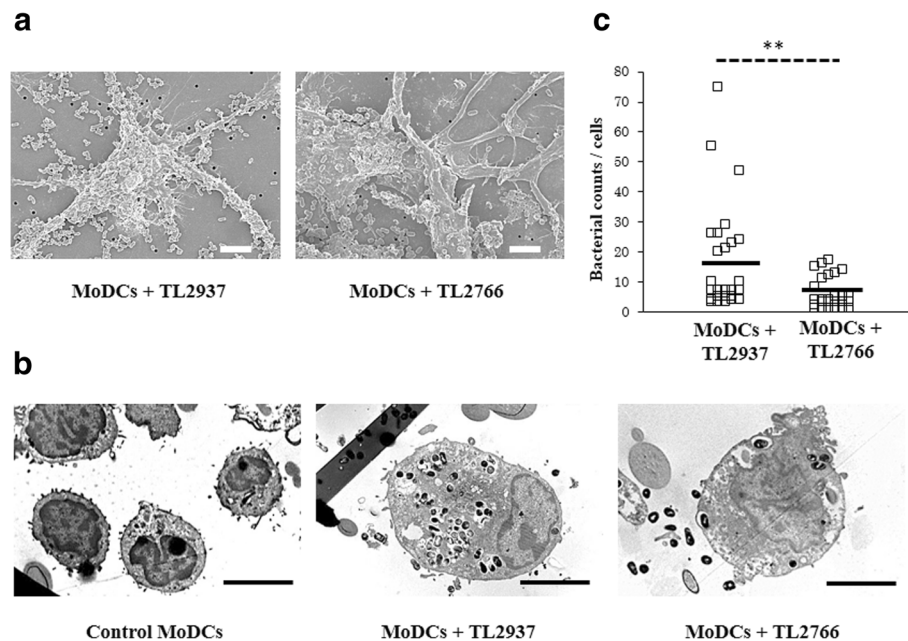 a
MoDCs + TL2937
MoDCs + TL2766
c
**
Bacterial counts / cells
80
70
60
50
40
30
20
10
0
MoDCs +
TL2937
MoDCs +
TL2766
b
Control MoDCs
MoDCs + TL2937
MoDCs + TL2766